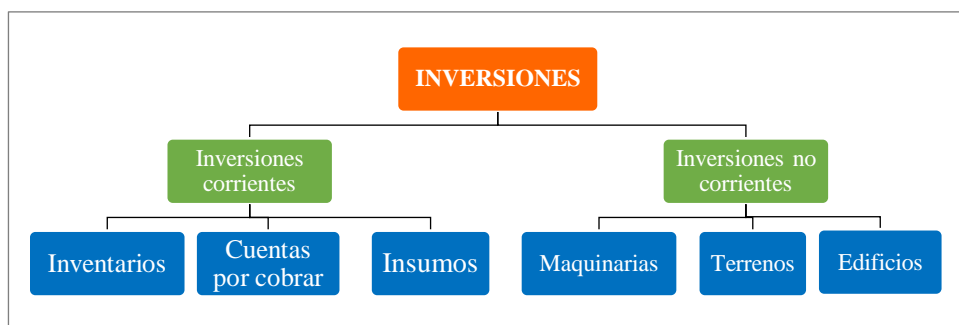 INVERSIONES
Inversiones
corrientes
Inversiones no
corrientes
Inventarios
Cuentas
por cobrar
Insumos
Maquinarias
Terrenos
Edificios